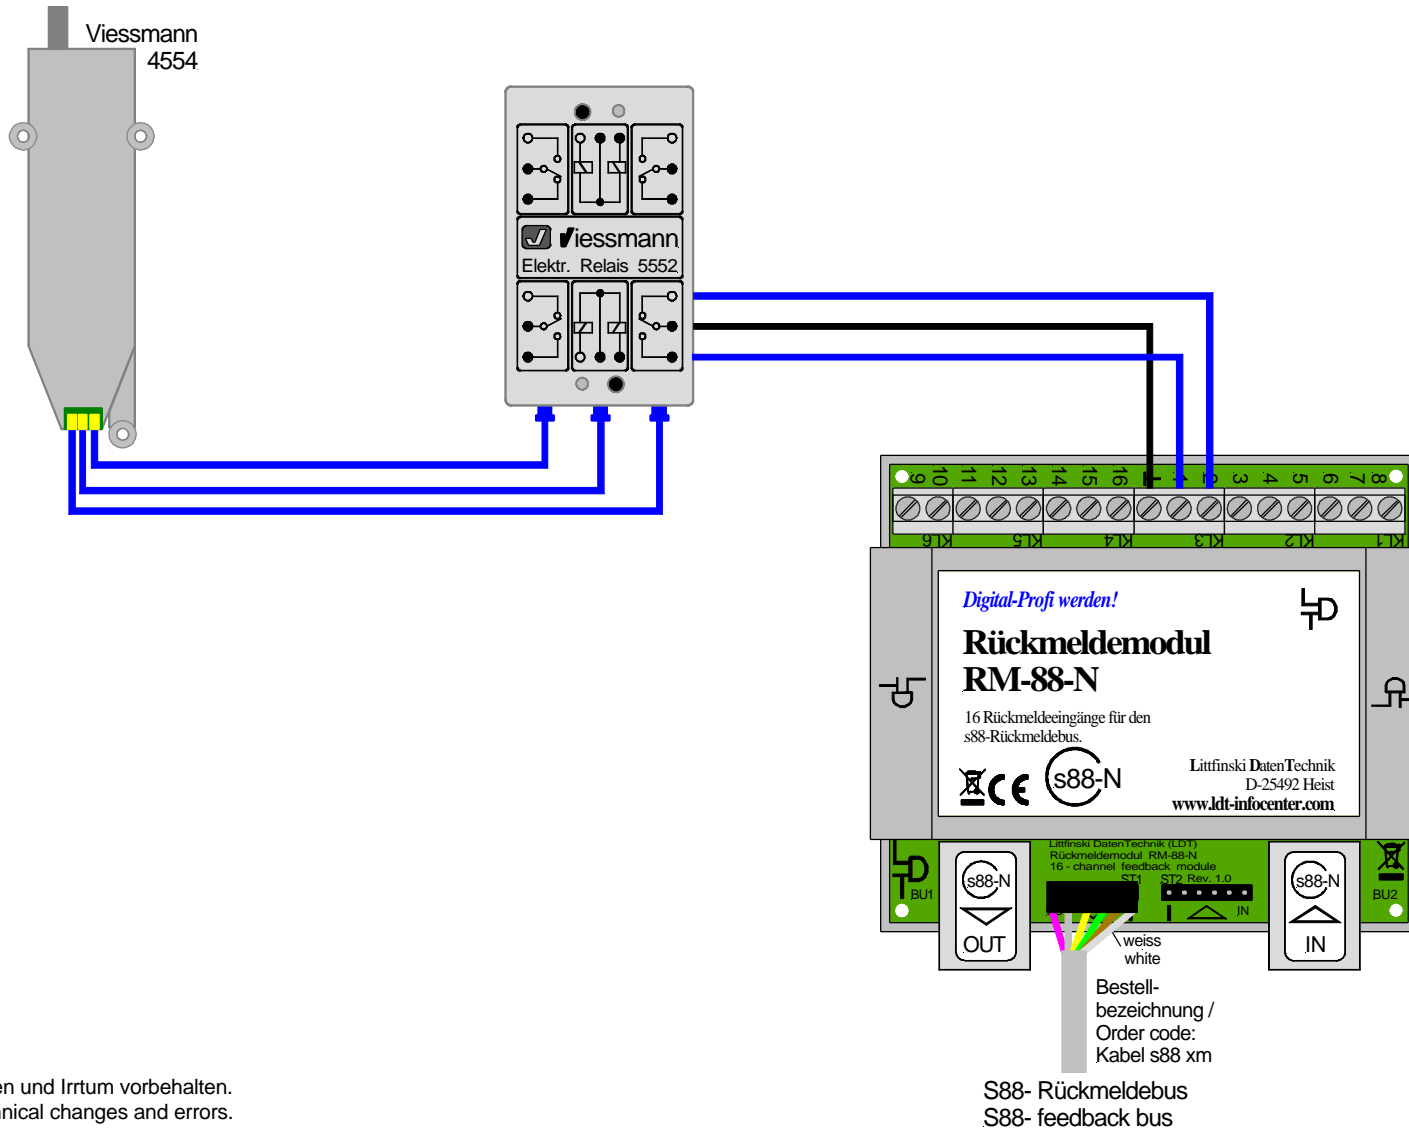 Viessmann
4554
Viessmann
Elektr. Relais 5552
9 10 11 12 13 14 15 16 1 2 3 4 5 6 7 8
KL6 KL5 KL4 KL3 KL2 KL1
Digital-Profi werden!
Rückmeldemodul
RM-88-N
16 Rückmeldeeingänge für den
s88-Rückmeldebus.
CE s88-N
Littfinski DatenTechnik
D-25492 Heist
www.ldt-infocenter.com
Littfinski DatenTechnik (LDT)
Rückmeldemodul RM-88-N
16 - channel feedback module
ST1 ST2 Rev. 1.0
BU1
s88-N
OUT
IN
s88-N
IN
BU2
weiss
white
Bestell-
bezeichnung /
Order code:
Kabel s88 xm
S88- Rückmeldebus
S88- feedback bus
en und Irrtum vorbehalten.
hnical changes and errors.